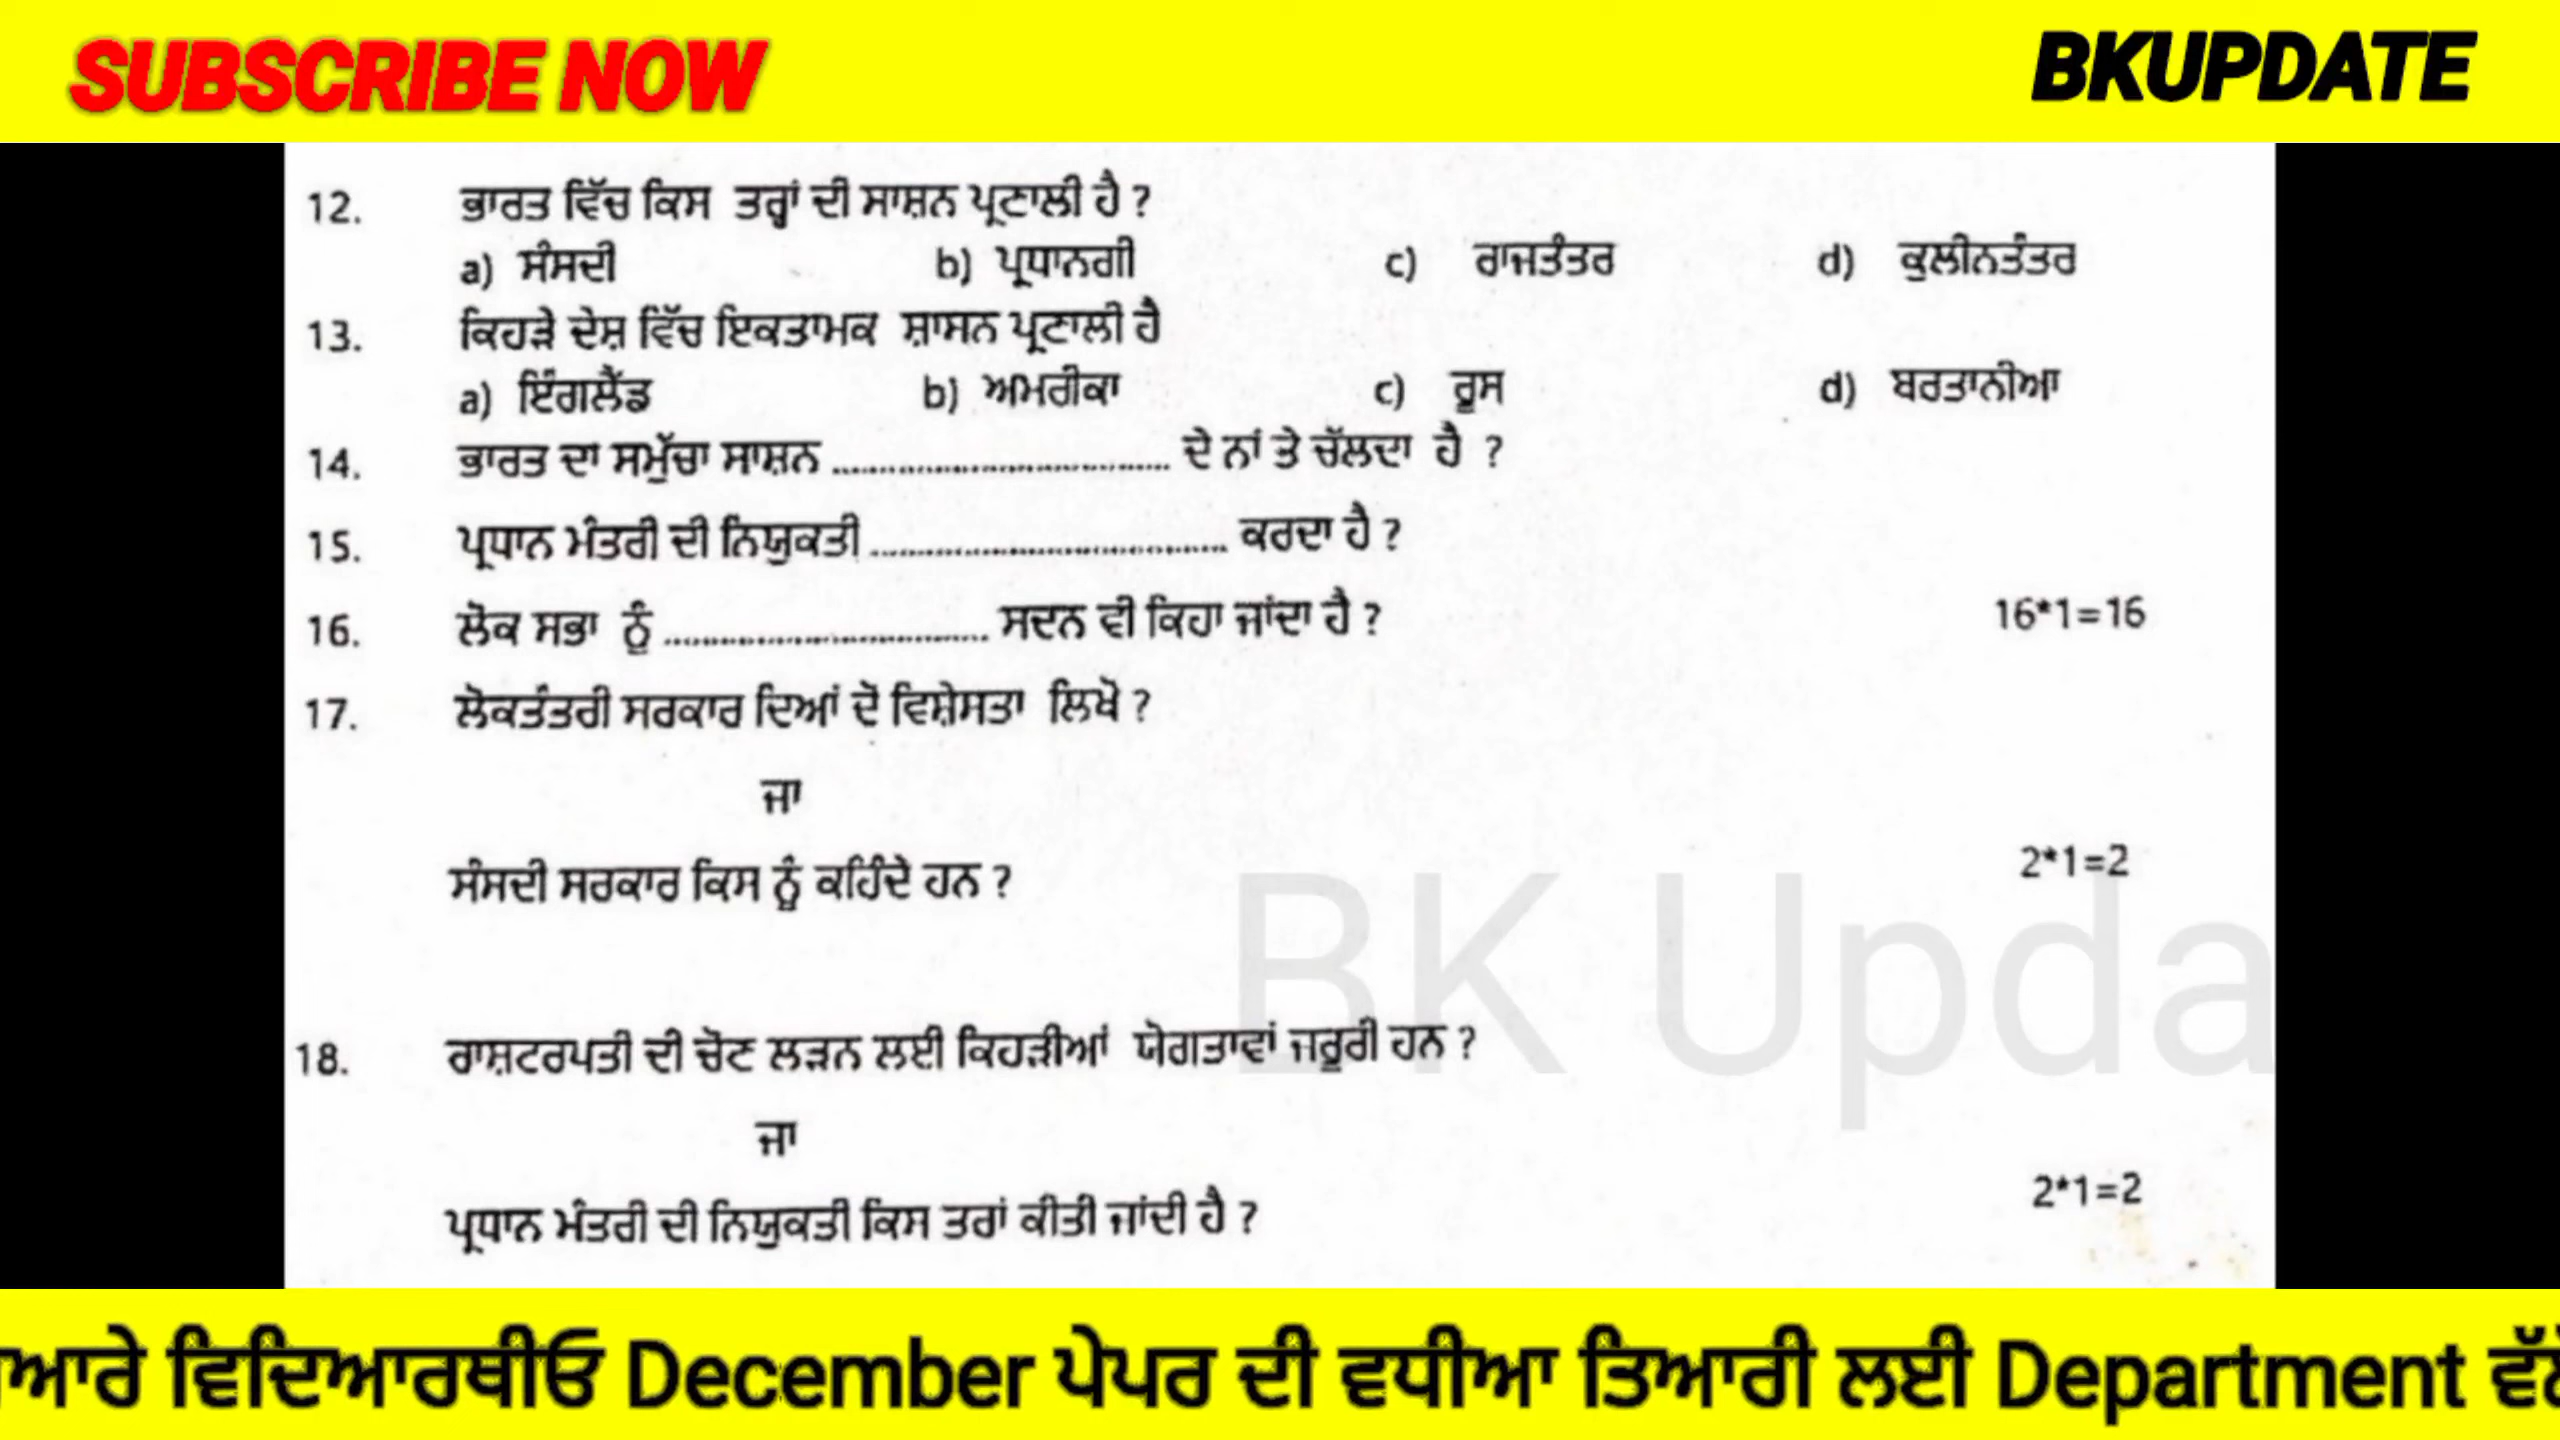 SUBSCRIBE NOW
BKUPDATE
12. ਭਾਰਤ ਵਿੱਚ ਕਿਸ ਤਰ੍ਹਾਂ ਦੀ ਸਾਸ਼ਨ ਪ੍ਰਣਾਲੀ ਹੈ ?
a) ਸੰਸਦੀ b) ਪ੍ਰਧਾਨਗੀ c) ਰਾਜਤੰਤਰ d) ਕੁਲੀਨਤੰਤਰ
13. ਕਿਹੜੇ ਦੇਸ਼ ਵਿੱਚ ਇਕਤਾਮਕ ਸ਼ਾਸਨ ਪ੍ਰਣਾਲੀ ਹੈ
a) ਇੰਗਲੈਂਡ b) ਅਮਰੀਕਾ c) ਰੂਸ d) ਬਰਤਾਨੀਆ
14. ਭਾਰਤ ਦਾ ਸਮੁੱਚਾ ਸਾਸ਼ਨ .................................... ਦੇ ਨਾਂ ਤੇ ਚੱਲਦਾ ਹੈ ?
15. ਪ੍ਰਧਾਨ ਮੰਤਰੀ ਦੀ ਨਿਯੁਕਤੀ ...................................... ਕਰਦਾ ਹੈ ?
16. ਲੋਕ ਸਭਾ ਨੂੰ .................................. ਸਦਨ ਵੀ ਕਿਹਾ ਜਾਂਦਾ ਹੈ ? 16*1=16
17. ਲੋਕਤੰਤਰੀ ਸਰਕਾਰ ਦਿਆਂ ਦੋ ਵਿਸ਼ੇਸਤਾ ਲਿਖੋ ?
ਜਾ
ਸੰਸਦੀ ਸਰਕਾਰ ਕਿਸ ਨੂੰ ਕਹਿੰਦੇ ਹਨ ? 2*1=2
BK Upda
18. ਰਾਸ਼ਟਰਪਤੀ ਦੀ ਚੋਣ ਲੜਨ ਲਈ ਕਿਹੜੀਆਂ ਯੋਗਤਾਵਾਂ ਜਰੂਰੀ ਹਨ ?
ਜਾ
ਪ੍ਰਧਾਨ ਮੰਤਰੀ ਦੀ ਨਿਯੁਕਤੀ ਕਿਸ ਤਰਾਂ ਕੀਤੀ ਜਾਂਦੀ ਹੈ ? 2*1=2
ਵਿਦਿਆਰਥੀਓ December ਪੇਪਰ ਦੀ ਵਧੀਆ ਤਿਆਰੀ ਲਈ Department